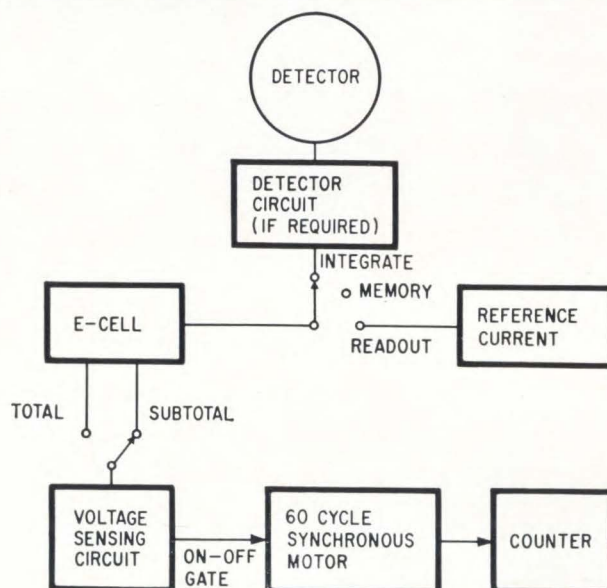 DETECTOR
DETECTOR
CIRCUIT
(IF REQUIRED)
INTEGRATE
MEMORY
E-CELL
READOUT
REFERENCE
CURRENT
TOTAL
SUBTOTAL
VOLTAGE
SENSING
CIRCUIT
ON-OFF
GATE
60 CYCLE
SYNCHRONOUS
MOTOR
COUNTER